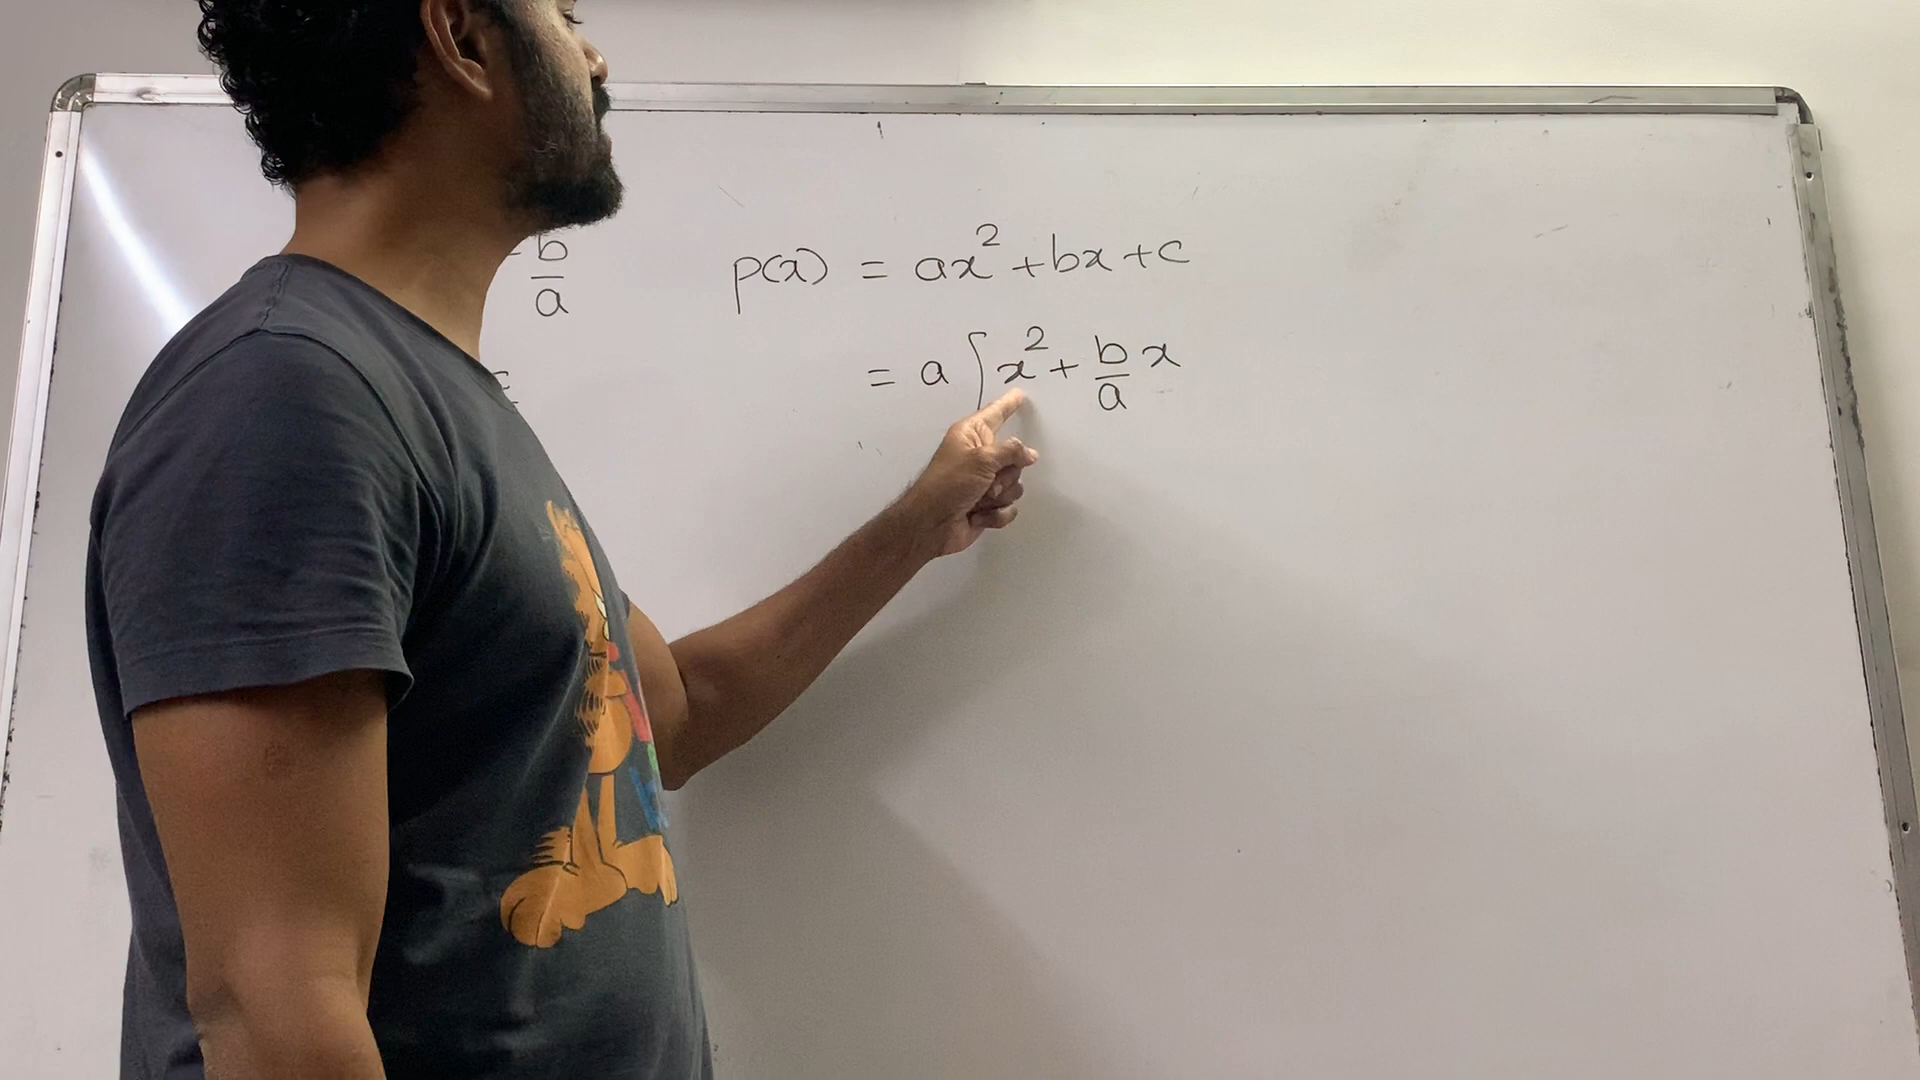 b/a
p(x) = ax² + bx + c
= a[x² + b/a x